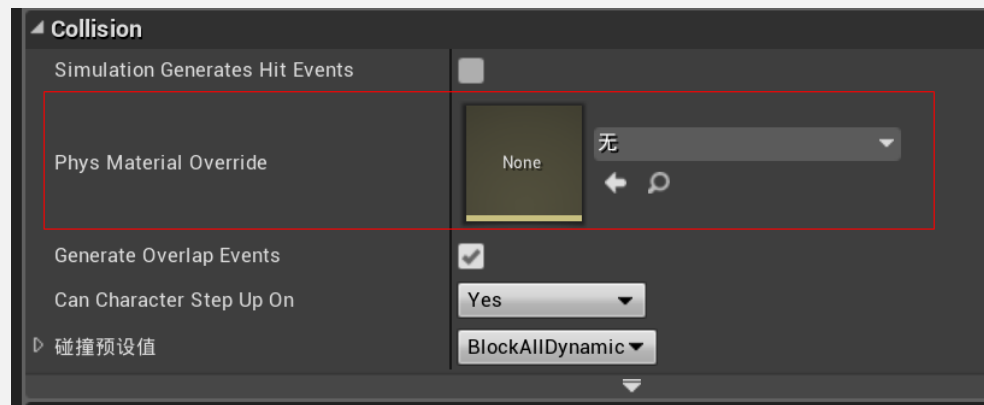 Collision
Simulation Generates Hit Events
Phys Material Override
None
无
Generate Overlap Events
Can Character Step Up On
Yes
碰撞预设值
BlockAllDynamic